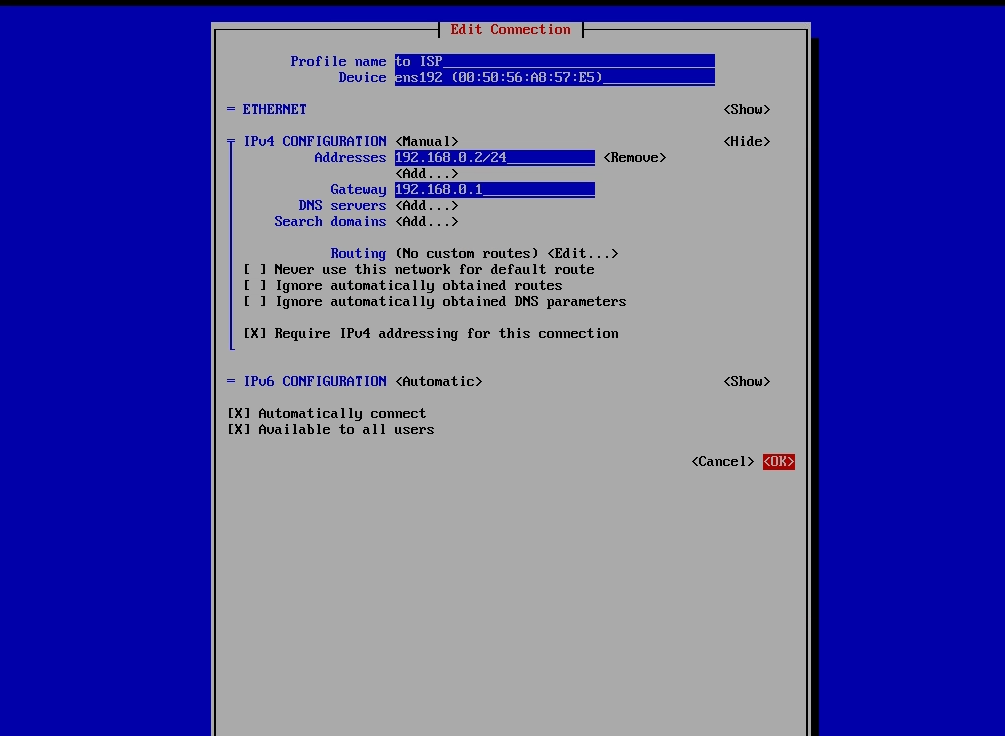 Edit Connection
Profile name to ISP
Device ens192 (00:50:56:A8:57:E5)
= ETHERNET <Show>
IPv4 CONFIGURATION <Manual> <Hide>
Addresses 192.168.0.2/24 <Remove>
<Add...>
Gateway 192.168.0.1
DNS servers <Add...>
Search domains <Add...>
Routing (No custom routes) <Edit...>
[ ] Never use this network for default route
[ ] Ignore automatically obtained routes
[ ] Ignore automatically obtained DNS parameters
[X] Require IPv4 addressing for this connection
= IPv6 CONFIGURATION <Automatic> <Show>
[X] Automatically connect
[X] Available to all users
<Cancel> <OK>